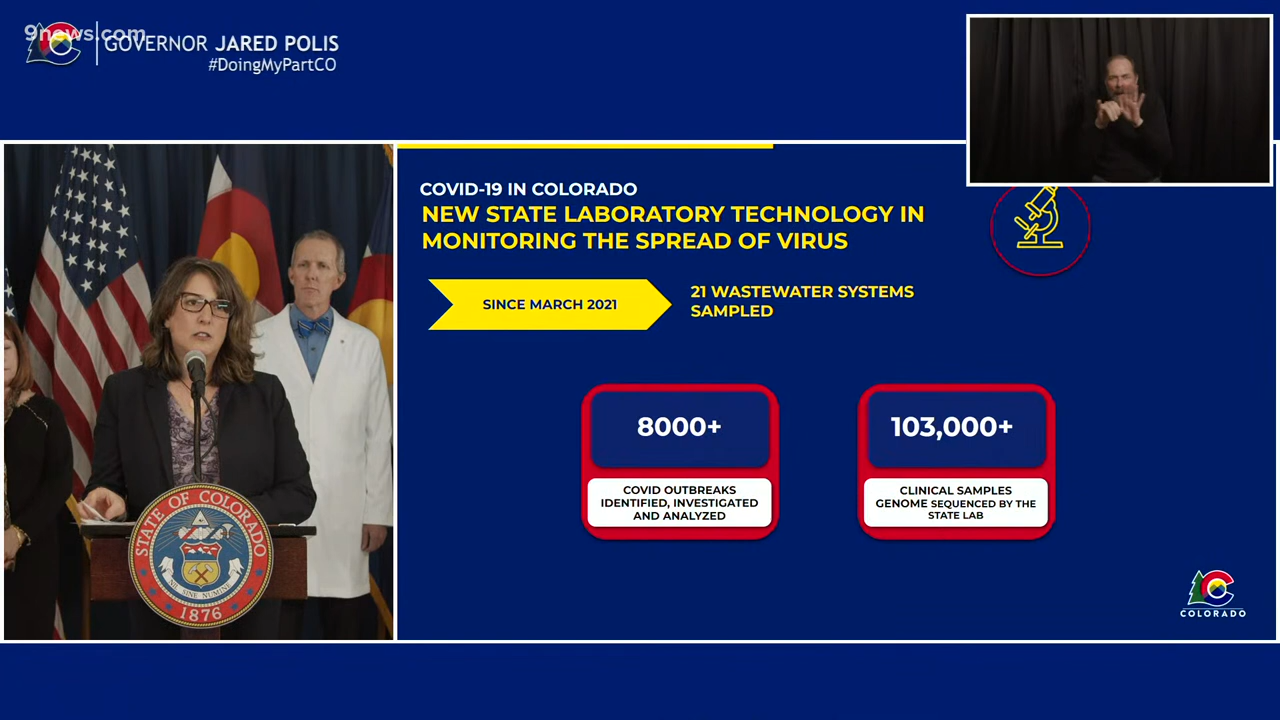 9news.com
GOVERNOR JARED POLIS
#DoingMyPartCO
COVID-19 IN COLORADO
NEW STATE LABORATORY TECHNOLOGY IN
MONITORING THE SPREAD OF VIRUS
SINCE MARCH 2021
21 WASTEWATER SYSTEMS
SAMPLED
8000+
COVID OUTBREAKS
IDENTIFIED, INVESTIGATED
AND ANALYZED
103,000+
CLINICAL SAMPLES
GENOME SEQUENCED BY THE
STATE LAB
STATE OF COLORADO
NIL SINE NUMINE
1876
COLORADO